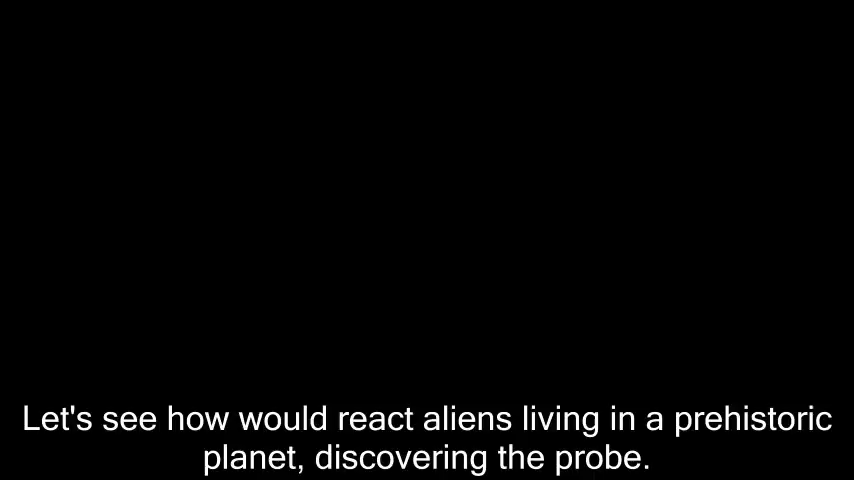 Let's see how would react aliens living in a prehistoric
planet, discovering the probe.